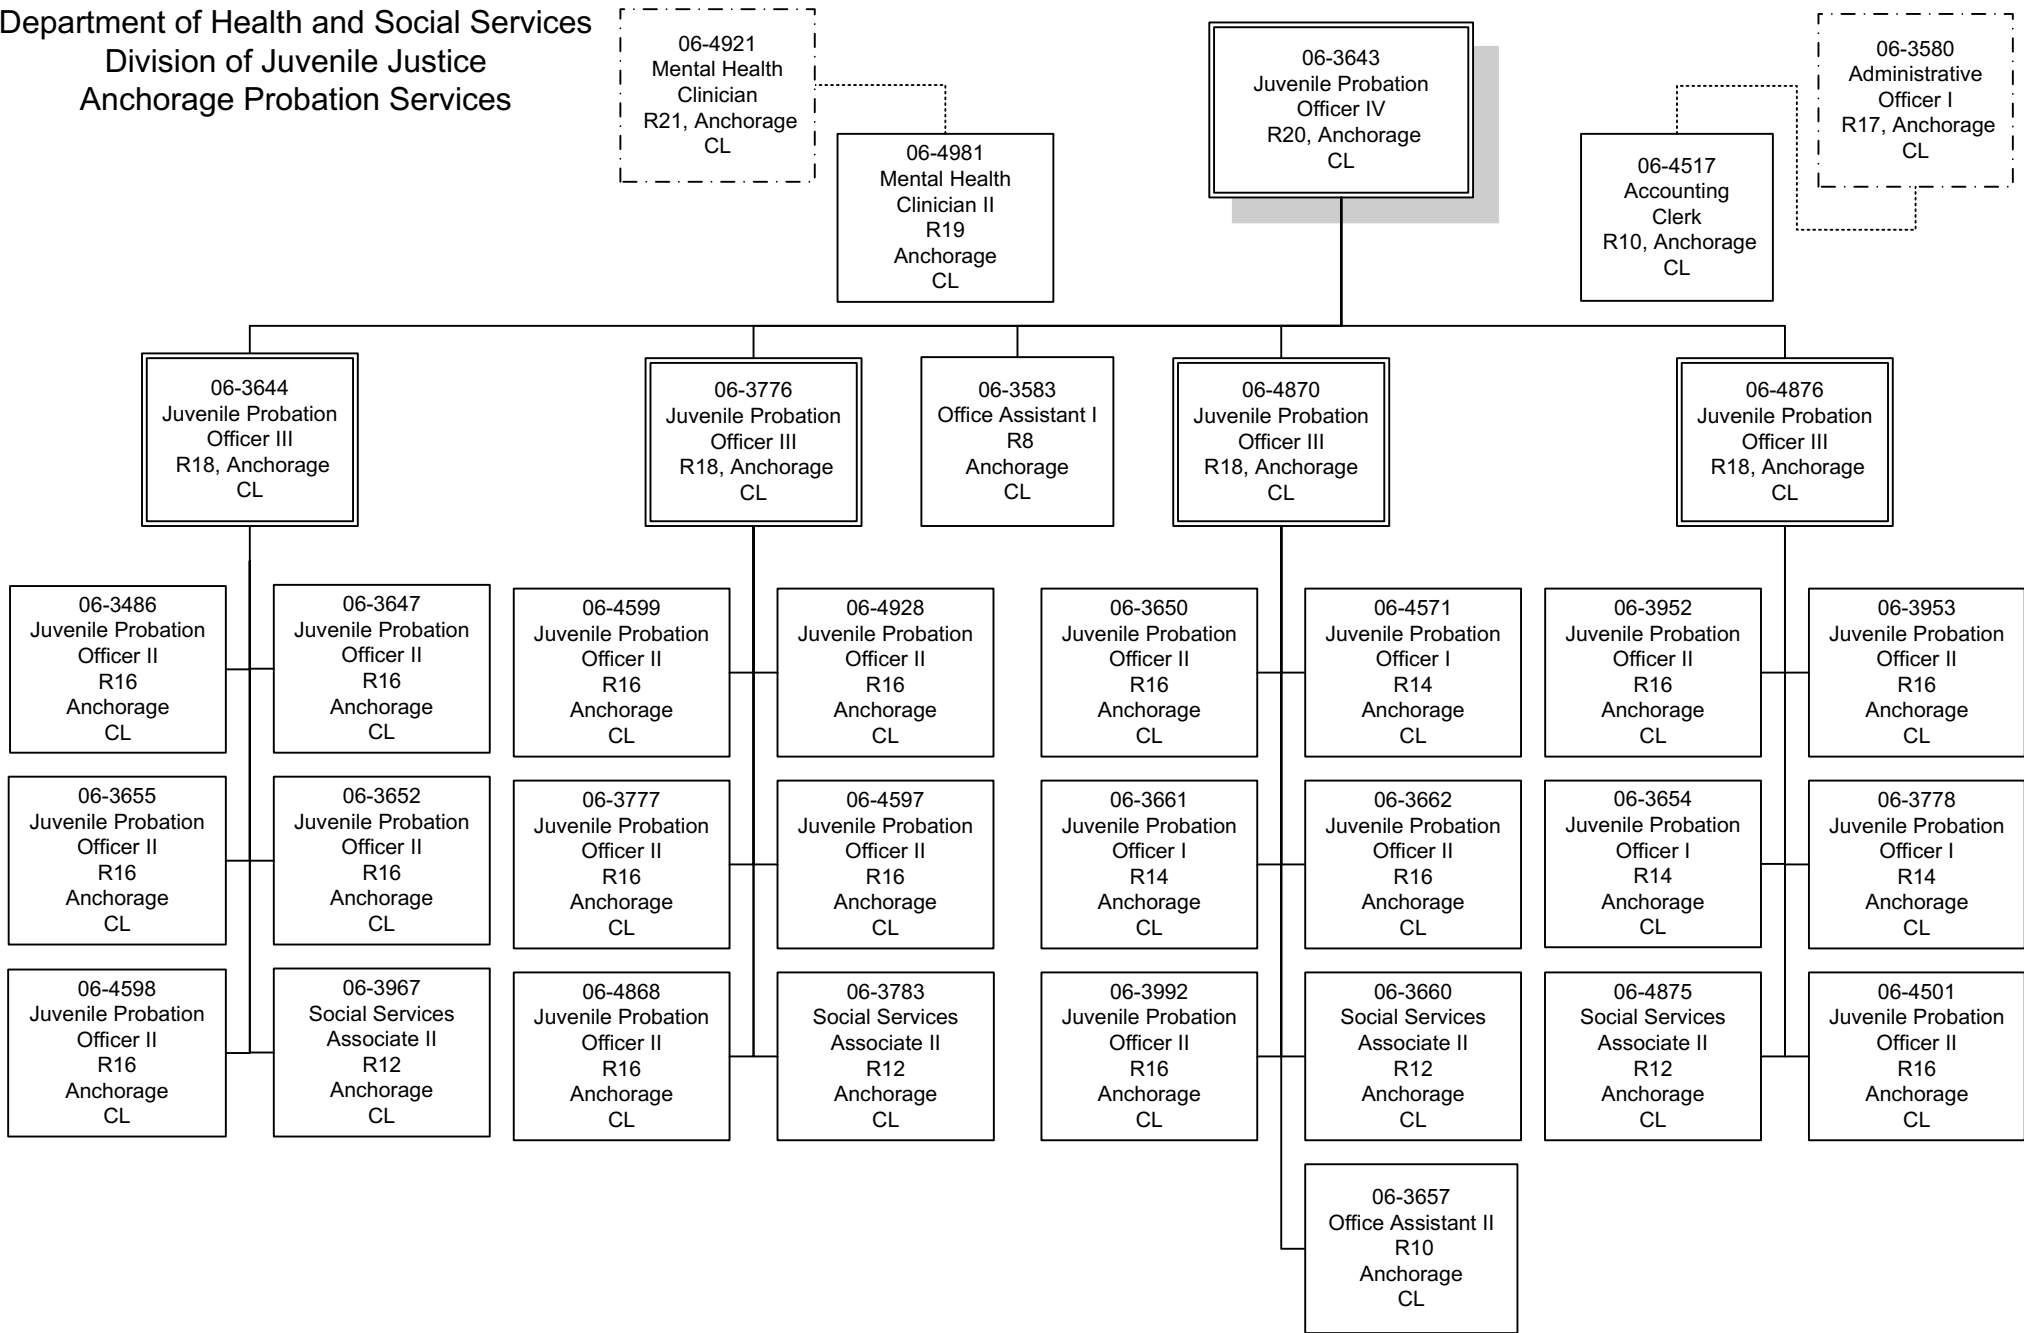 Department of Health and Social Services
Division of Juvenile Justice
Anchorage Probation Services
06-4921
Mental Health
Clinician
R21, Anchorage
CL
06-4981
Mental Health
Clinician II
R19
Anchorage
CL
06-3643
Juvenile Probation
Officer IV
R20, Anchorage
CL
06-4517
Accounting
Clerk
R10, Anchorage
CL
06-3580
Administrative
Officer I
R17, Anchorage
CL
06-3644
Juvenile Probation
Officer III
R18, Anchorage
CL
06-3776
Juvenile Probation
Officer III
R18, Anchorage
CL
06-3583
Office Assistant I
R8
Anchorage
CL
06-4870
Juvenile Probation
Officer III
R18, Anchorage
CL
06-4876
Juvenile Probation
Officer III
R18, Anchorage
CL
06-3486
Juvenile Probation
Officer II
R16
Anchorage
CL
06-3647
Juvenile Probation
Officer II
R16
Anchorage
CL
06-4599
Juvenile Probation
Officer II
R16
Anchorage
CL
06-4928
Juvenile Probation
Officer II
R16
Anchorage
CL
06-3650
Juvenile Probation
Officer II
R16
Anchorage
CL
06-4571
Juvenile Probation
Officer I
R14
Anchorage
CL
06-3952
Juvenile Probation
Officer II
R16
Anchorage
CL
06-3953
Juvenile Probation
Officer II
R16
Anchorage
CL
06-3655
Juvenile Probation
Officer II
R16
Anchorage
CL
06-3652
Juvenile Probation
Officer II
R16
Anchorage
CL
06-3777
Juvenile Probation
Officer II
R16
Anchorage
CL
06-4597
Juvenile Probation
Officer II
R16
Anchorage
CL
06-3661
Juvenile Probation
Officer I
R14
Anchorage
CL
06-3662
Juvenile Probation
Officer II
R16
Anchorage
CL
06-3654
Juvenile Probation
Officer I
R14
Anchorage
CL
06-3778
Juvenile Probation
Officer I
R14
Anchorage
CL
06-4598
Juvenile Probation
Officer II
R16
Anchorage
CL
06-3967
Social Services
Associate II
R12
Anchorage
CL
06-4868
Juvenile Probation
Officer II
R16
Anchorage
CL
06-3783
Social Services
Associate II
R12
Anchorage
CL
06-3992
Juvenile Probation
Officer II
R16
Anchorage
CL
06-3660
Social Services
Associate II
R12
Anchorage
CL
06-4875
Social Services
Associate II
R12
Anchorage
CL
06-4501
Juvenile Probation
Officer II
R16
Anchorage
CL
06-3657
Office Assistant II
R10
Anchorage
CL